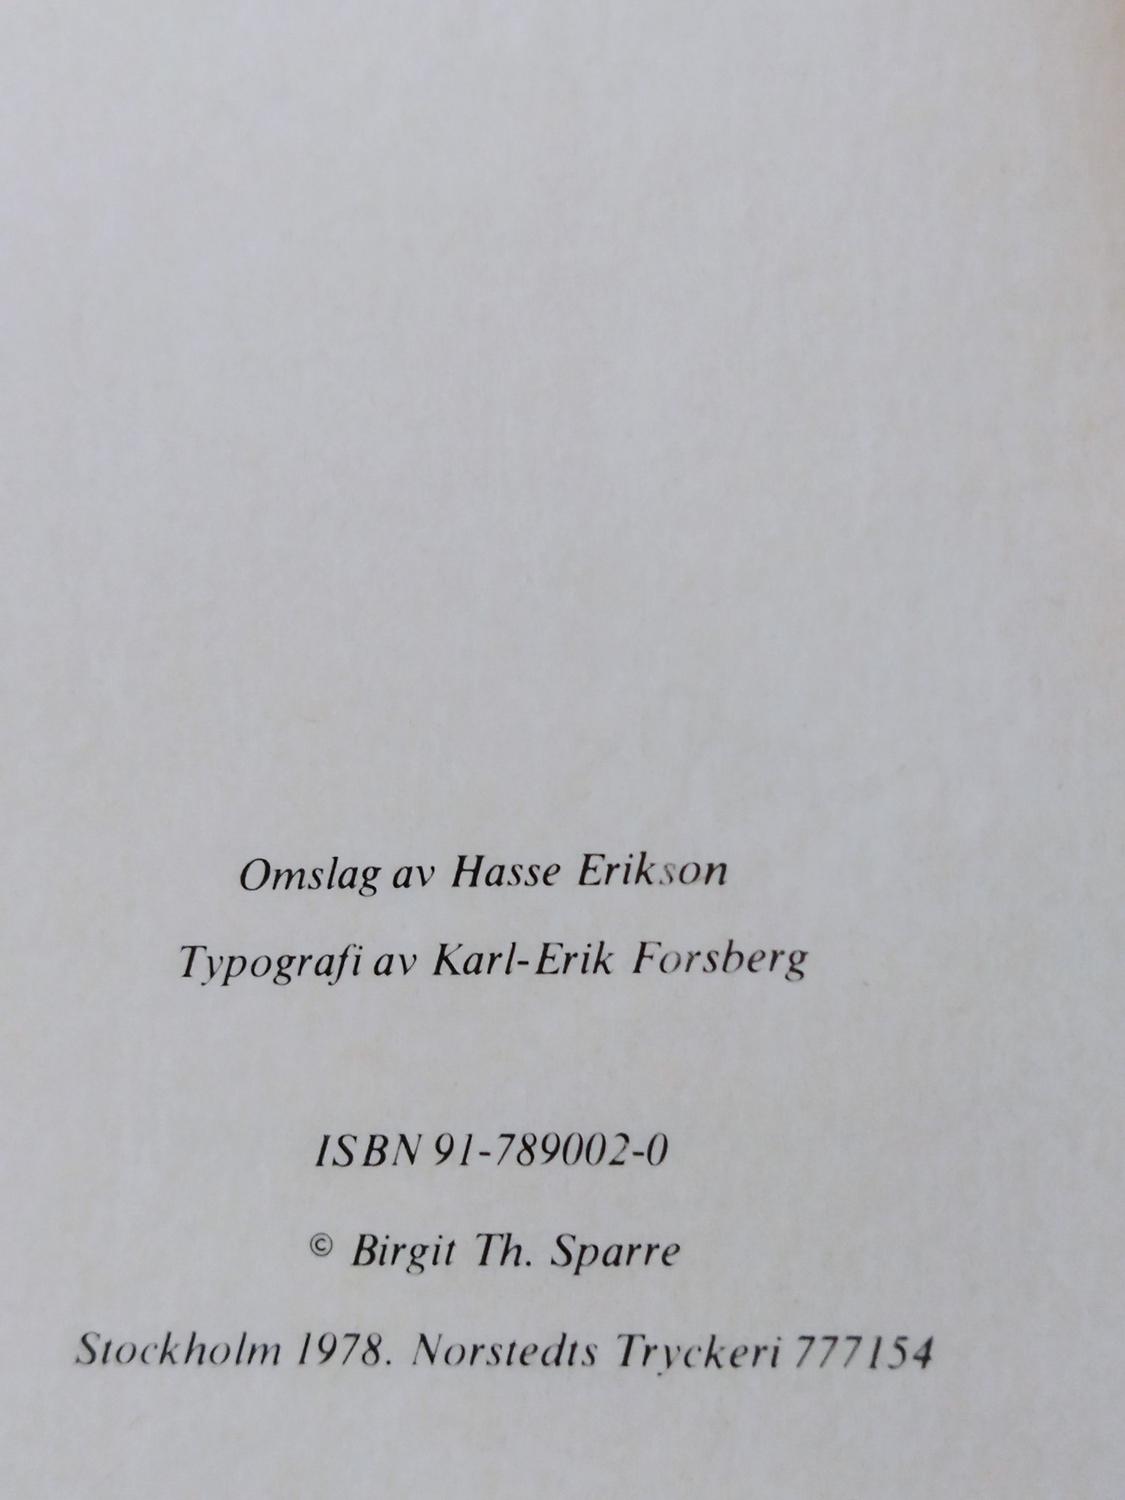 Omslag av Hasse Erikson
Typografi av Karl-Erik Forsberg
ISBN 91-789002-0
© Birgit Th. Sparre
Stockholm 1978. Norstedts Tryckeri 777154